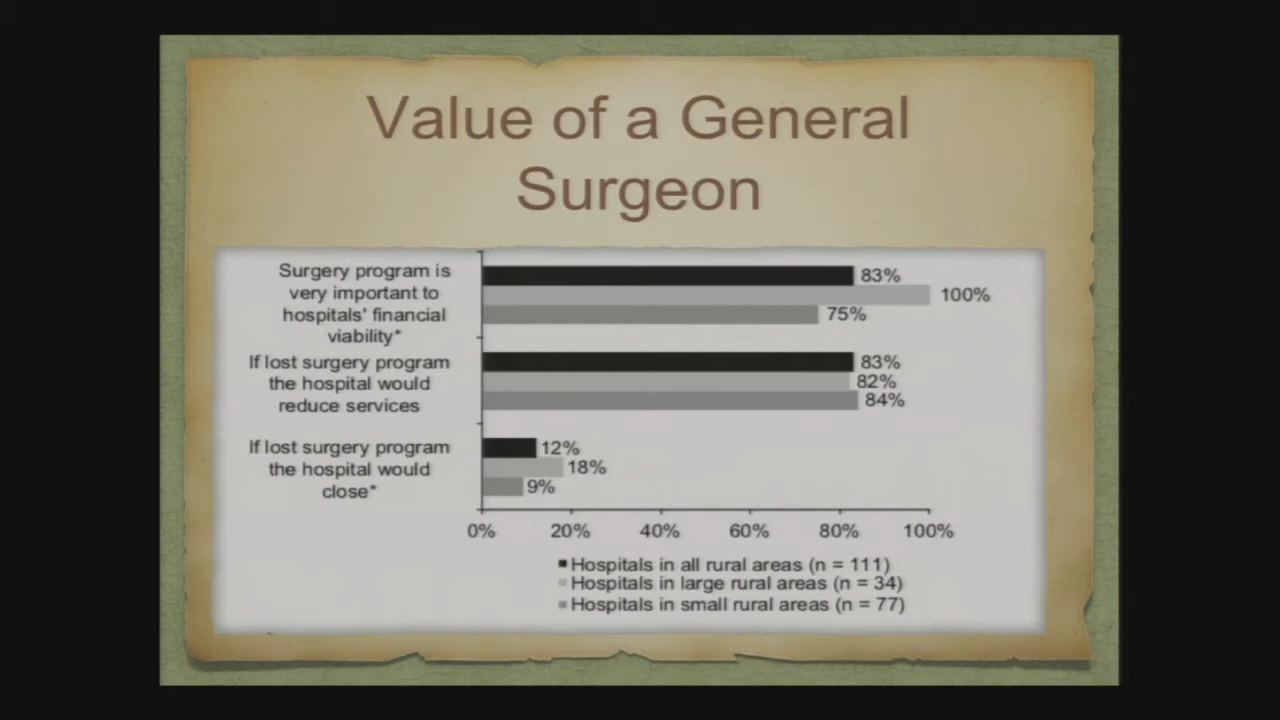 Value of a General
Surgeon
Surgery program is
very important to
hospitals' financial
viability*
83%
100%
75%
If lost surgery program
the hospital would
reduce services
83%
82%
84%
If lost surgery program
the hospital would
close*
12%
18%
9%
0% 20% 40% 60% 80% 100%
Hospitals in all rural areas (n = 111)
Hospitals in large rural areas (n = 34)
Hospitals in small rural areas (n = 77)